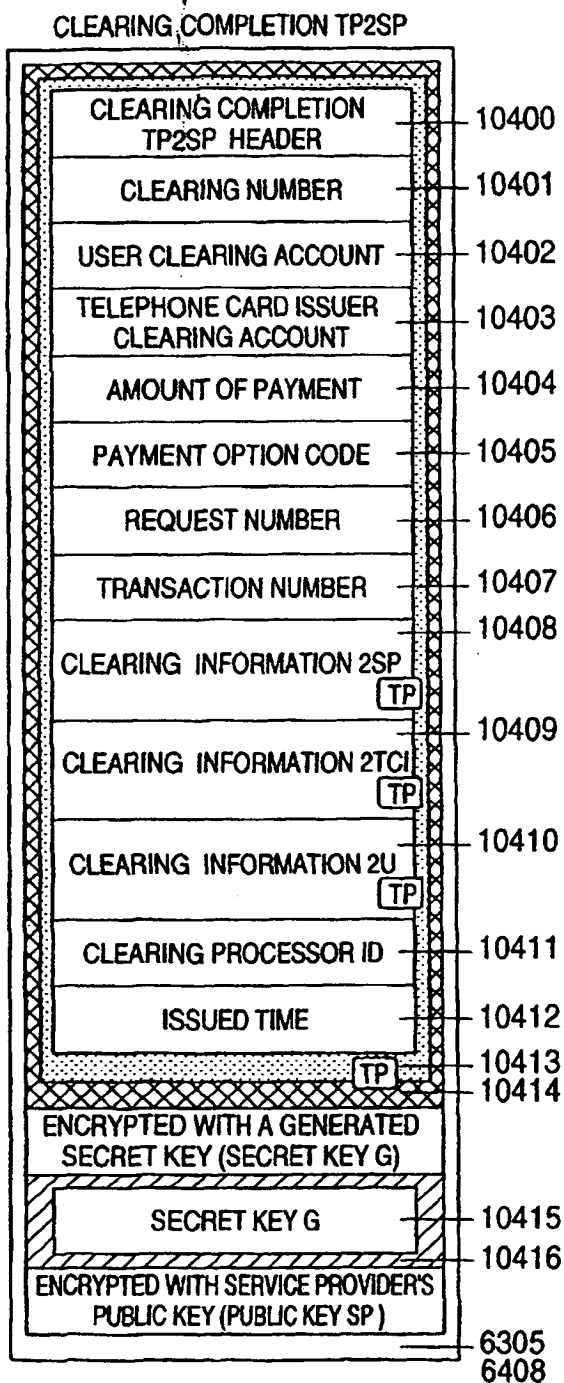 CLEARING COMPLETION TP2SP
CLEARING COMPLETION
TP2SP HEADER
10400
CLEARING NUMBER
10401
USER CLEARING ACCOUNT
10402
TELEPHONE CARD ISSUER
CLEARING ACCOUNT
10403
AMOUNT OF PAYMENT
10404
PAYMENT OPTION CODE
10405
REQUEST NUMBER
10406
TRANSACTION NUMBER
10407
10408
CLEARING INFORMATION 2SP
TP
10409
CLEARING INFORMATION 2TCI
TP
10410
CLEARING INFORMATION 2U
TP
CLEARING PROCESSOR ID
10411
ISSUED TIME
10412
10413
TP
10414
ENCRYPTED WITH A GENERATED
SECRET KEY (SECRET KEY G)
SECRET KEY G
10415
10416
ENCRYPTED WITH SERVICE PROVIDER'S
PUBLIC KEY (PUBLIC KEY SP )
6305
6408